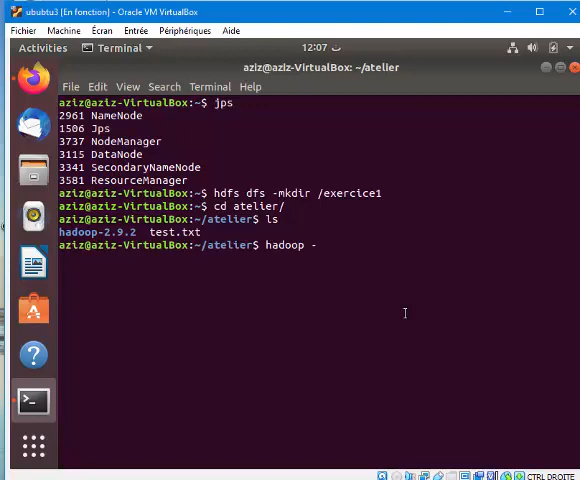 ububtu3 [En fonction] - Oracle VM VirtualBox
Fichier Machine Écran Entrée Périphériques Aide
Activities Terminal 12:07 ت
aziz@aziz-VirtualBox: ~/atelier
File Edit View Search Terminal Help
aziz@aziz-VirtualBox:~$ jps
2961 NameNode
1506 Jps
3737 NodeManager
3115 DataNode
3341 SecondaryNameNode
3581 ResourceManager
aziz@aziz-VirtualBox:~$ hdfs dfs -mkdir /exercice1
aziz@aziz-VirtualBox:~$ cd atelier/
aziz@aziz-VirtualBox:~/atelier$ ls
hadoop-2.9.2 test.txt
aziz@aziz-VirtualBox:~/atelier$ hadoop -
CTRL DROITE